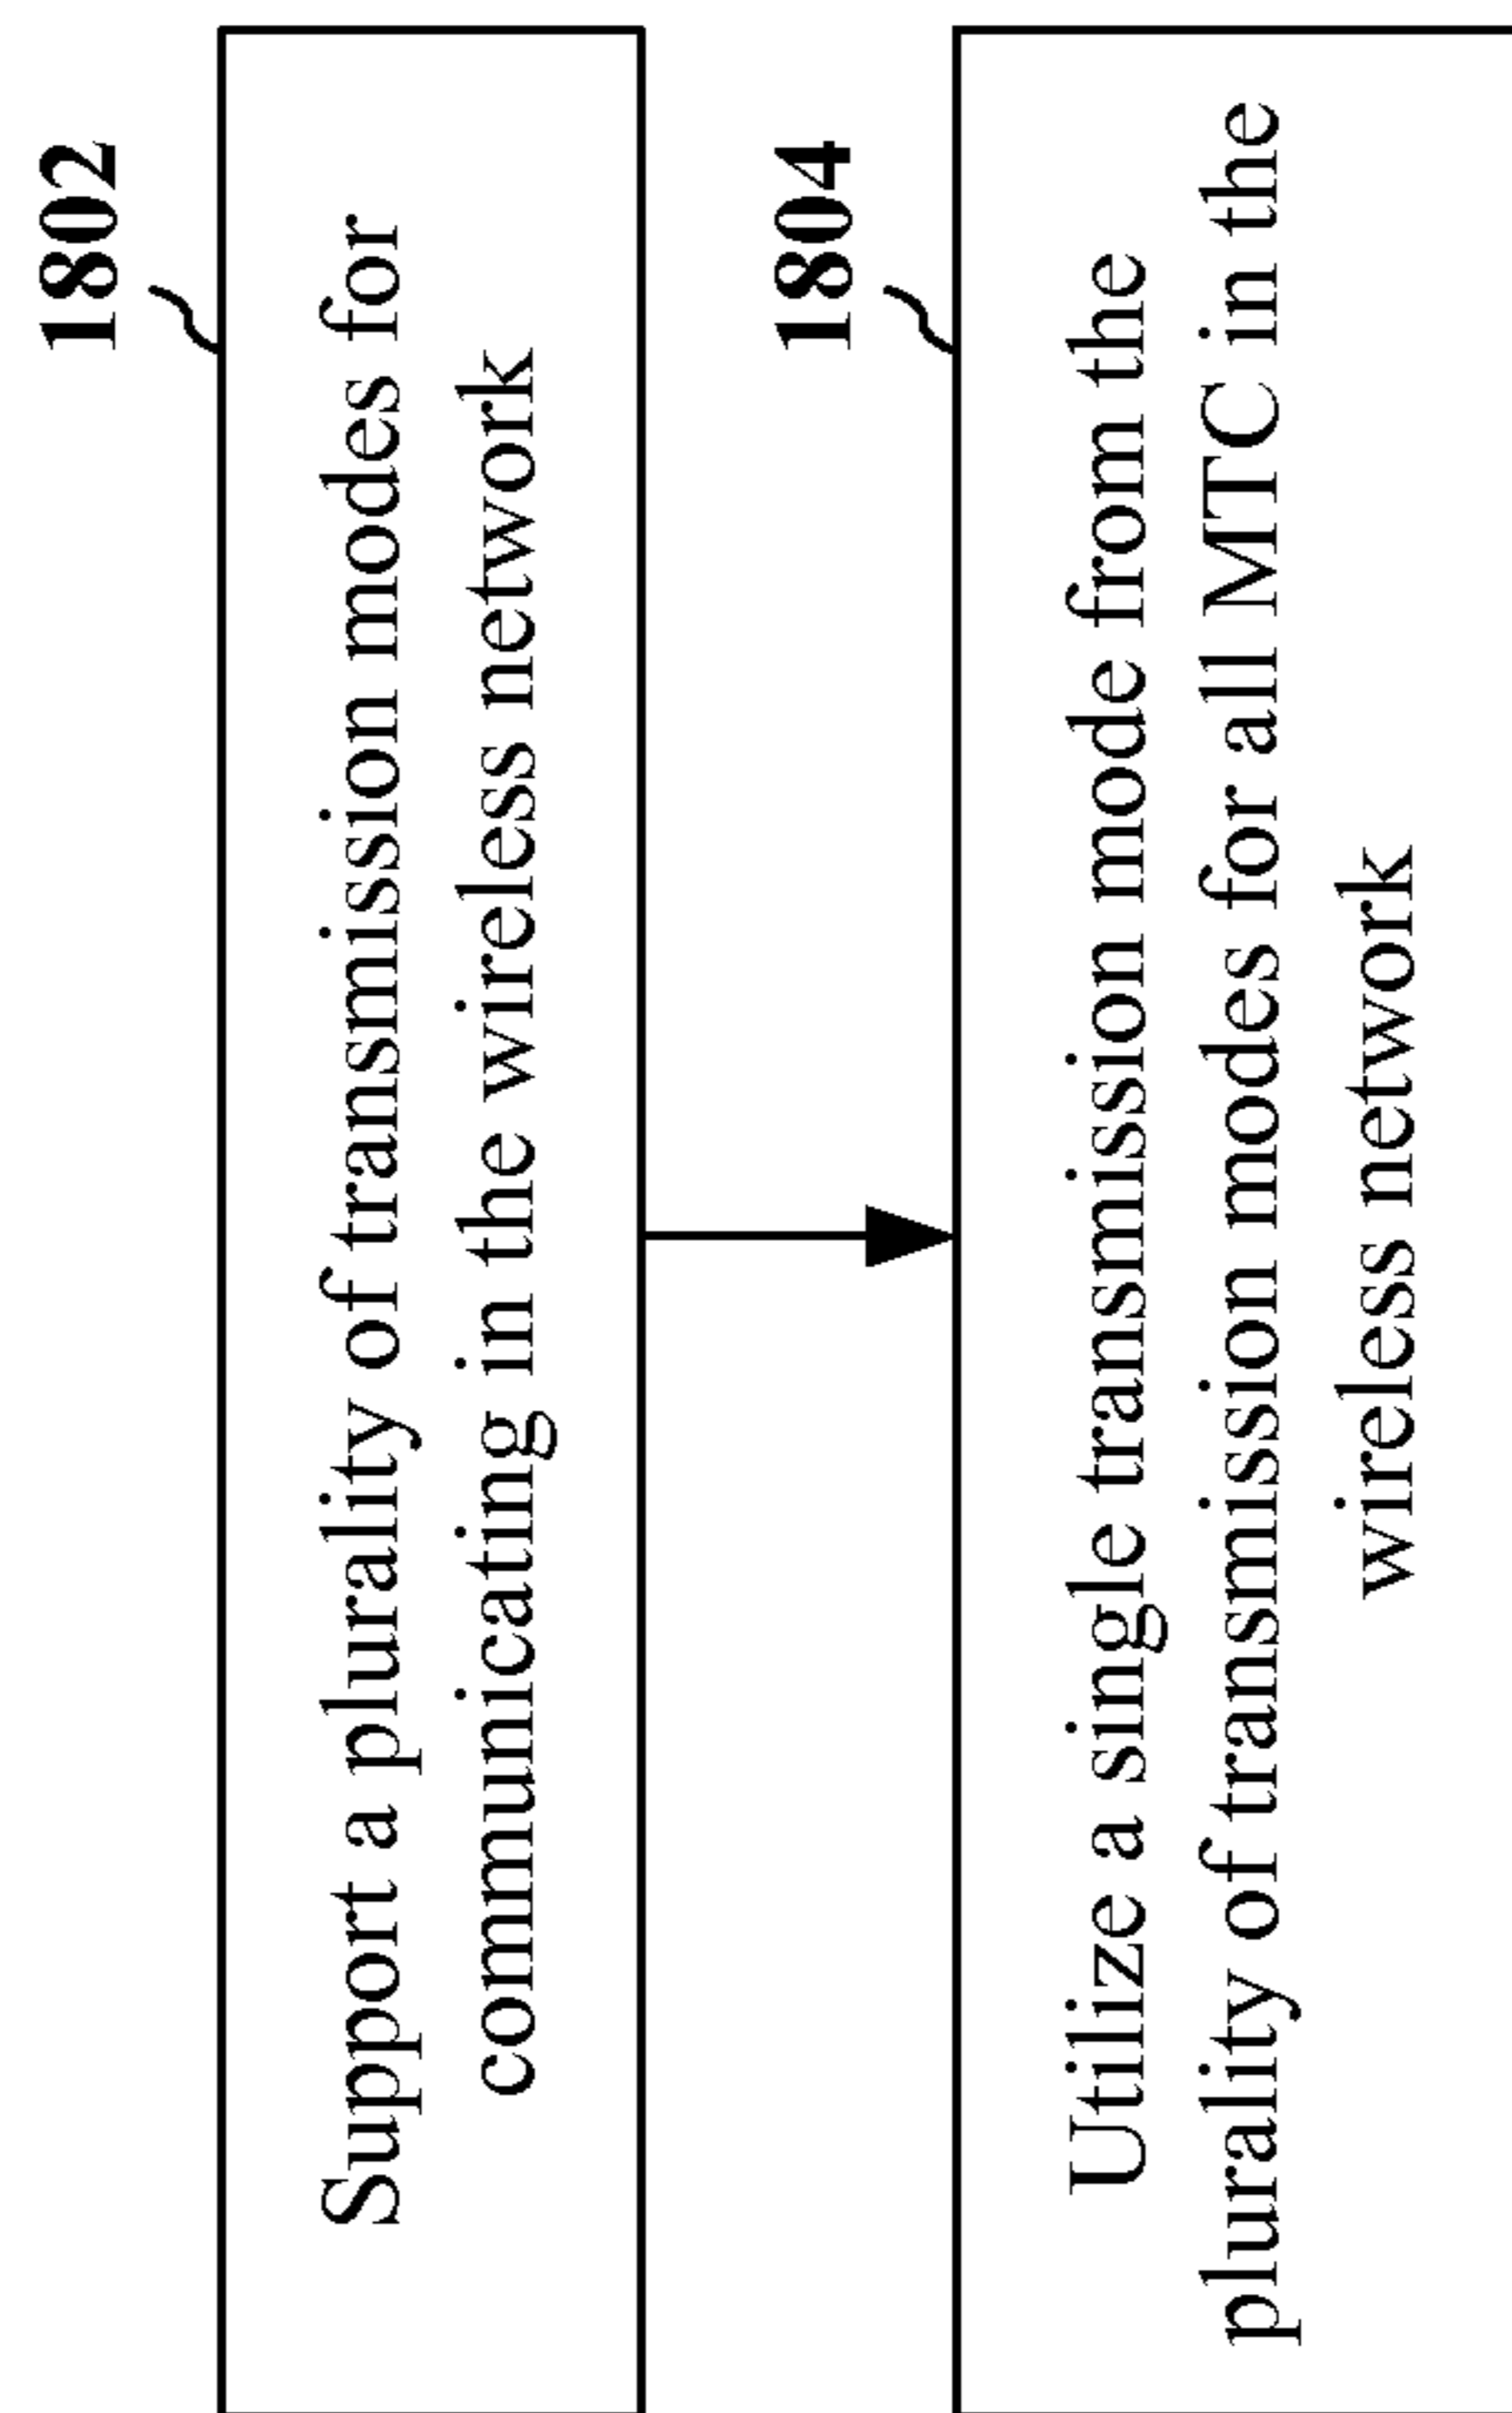 1802
Support a plurality of transmission modes for
communicating in the wireless network
1804
Utilize a single transmission mode from the
plurality of transmission modes for all MTC in the
wireless network